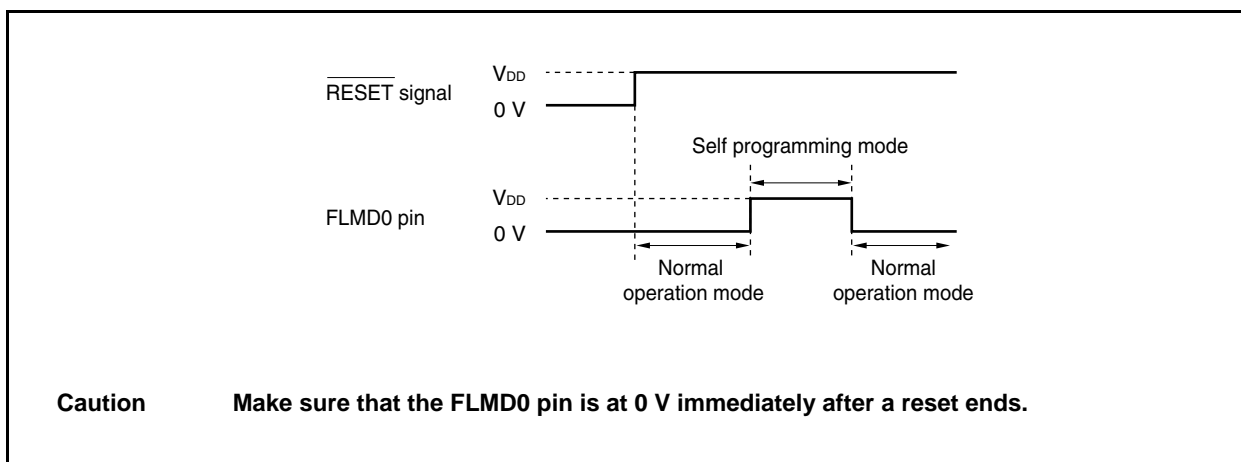 VDD
RESET signal
0 V
Self programming mode
VDD
FLMD0 pin
0 V
Normal
operation mode
Normal
operation mode
Caution Make sure that the FLMD0 pin is at 0 V immediately after a reset ends.